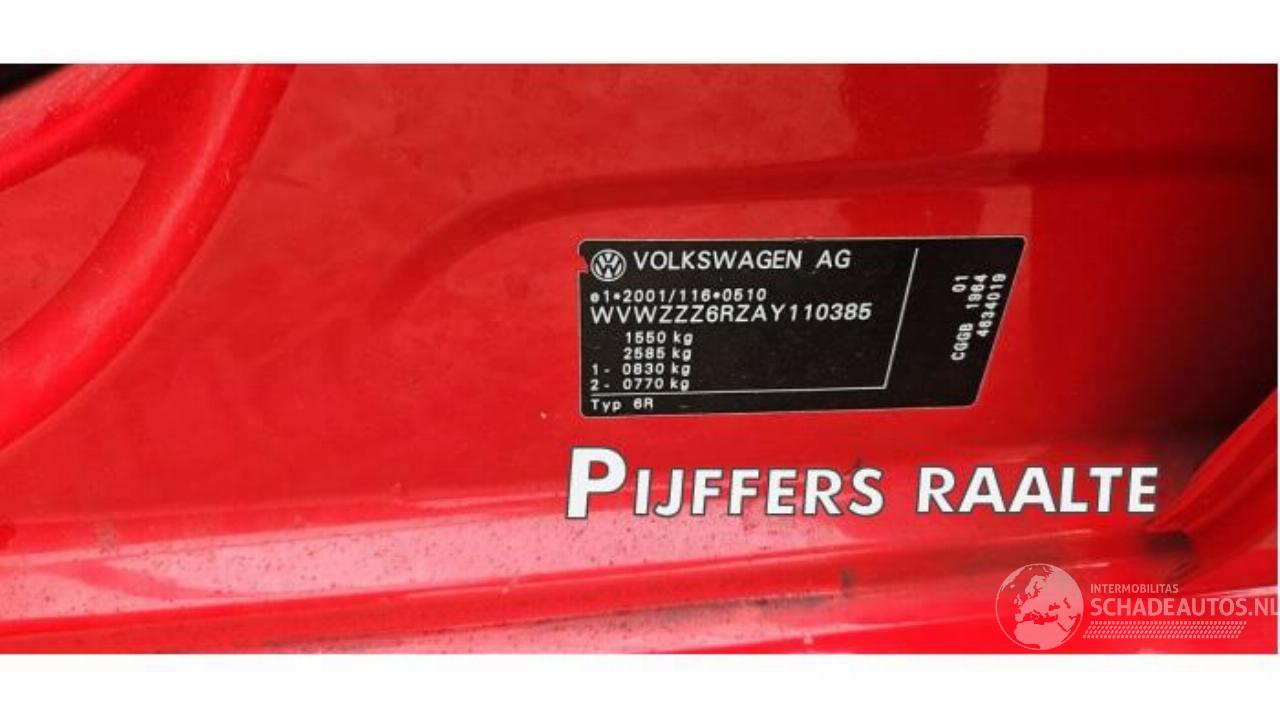 VOLKSWAGEN AG
e1*2001/116*0510
WVWZZZ6RZAY110385
1550 kg
2585 kg
1- 0830 kg
2- 0770 kg
Typ 6R
01
CGGB 1964
4634019
PIJFFERS RAALTE
INTERMOBILITAS
SCHADEAUTOS.NL